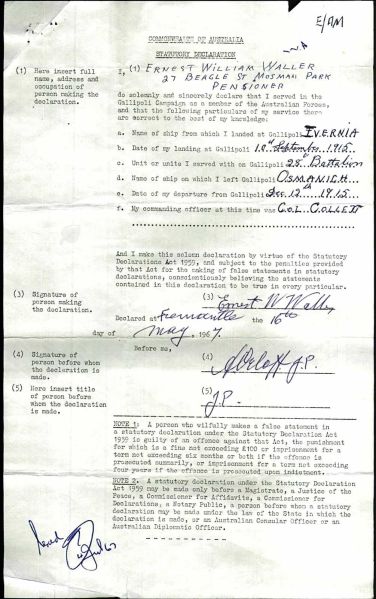 E/AM
COMMONWEALTH OF AUSTRALIA
STATUTORY DECLARATION
(1) Here insert full name, address and occupation of person making the declaration.
I, (1) ERNEST WILLIAM WALLER
27 BEAGLE ST MOSMAN PARK
PENSIONER
do solemnly and sincerely declare that I served in the
Gallipoli Campaign as a member of the Australian Forces,
and that the following particulars of my service there
are correct to the best of my knowledge:
a. Name of ship from which I landed at Gallipoli IVERNIA
b. Date of my landing at Gallipoli 10th September 1915
c. Unit or units I served with on Gallipoli 28th Battalion
d. Name of ship on which I left Gallipoli OSMANIEH...
e. Date of my departure from Gallipoli Dec. 12th 1915..
f. My commanding officer at this time was COL. COLLETT
And I make this solemn declaration by virtue of the Statutory
Declarations Act 1959, and subject to the penalties provided
by that Act for the making of false statements in statutory
declarations, conscientiously believing the statements
contained in this declaration to be true in every particular.
(3) Signature of person making the declaration.
(3) Ernest W Waller
Declared at Fremantle the 16th
day of May 1967.
Before me,
(4) Signature of person before whom the declaration is made.
(4) J.P.
(5) Here insert title of person before whom the declaration is made.
(5) J.P.
NOTE 1: A person who wilfully makes a false statement in
a statutory declaration under the Statutory Declaration Act
1959 is guilty of an offence against that Act, the punishment
for which is a fine not exceeding £100 or imprisonment for a
term not exceeding six months or both if the offence is
prosecuted summarily, or imprisonment for a term not exceeding
four years if the offence is prosecuted upon indictment.
NOTE 2. A statutory declaration under the Statutory Declaration
Act 1959 may be made only before a Magistrate, a Justice of the
Peace, a Commissioner for Affidavits, a Commissioner for
Declarations, a Notary Public, a person before whom a statutory
declaration may be made under the law of the State in which the
declaration is made, or an Australian Consular Officer or an
Australian Diplomatic Officer.